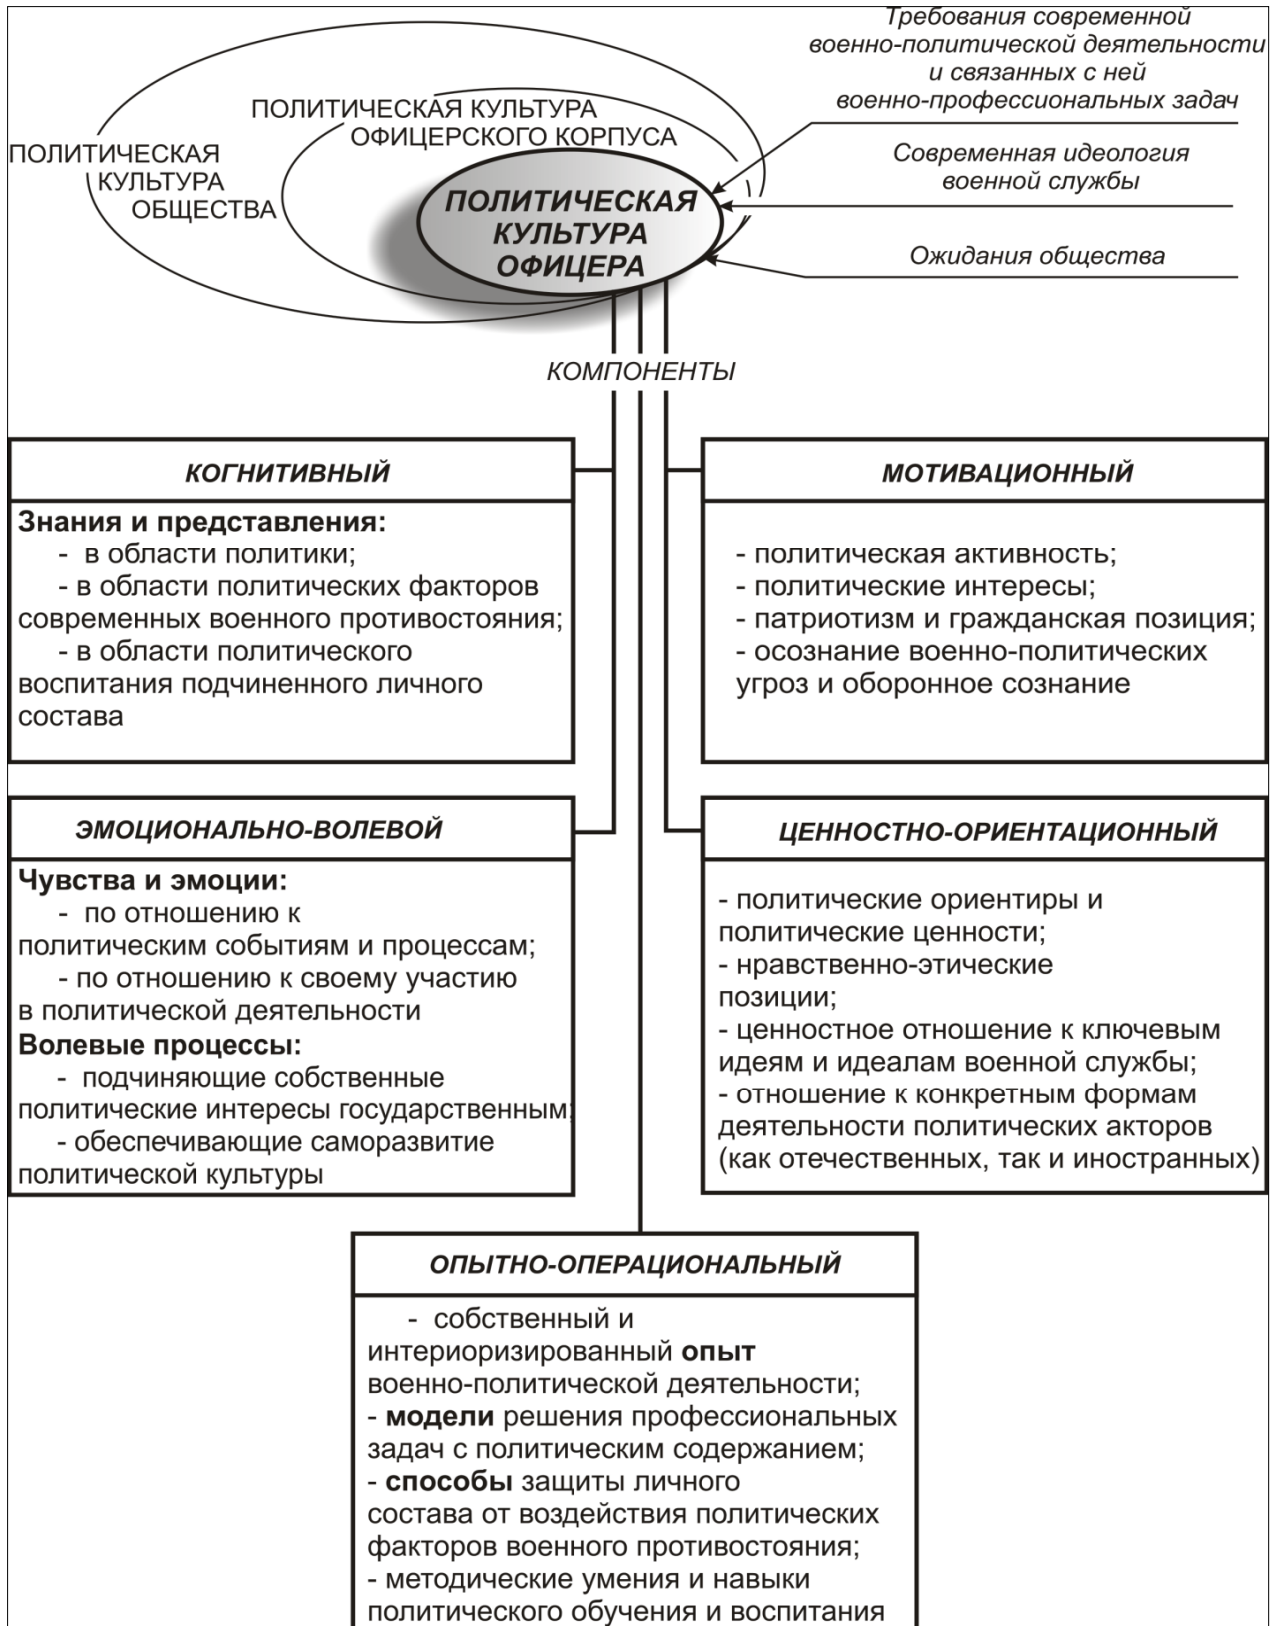 Требования современной
военно-политической деятельности
и связанных с ней
военно-профессиональных задач
ПОЛИТИЧЕСКАЯ КУЛЬТУРА
ОФИЦЕРСКОГО КОРПУСА
ПОЛИТИЧЕСКАЯ
КУЛЬТУРА
ОБЩЕСТВА
Современная идеология
военной службы
ПОЛИТИЧЕСКАЯ
КУЛЬТУРА
ОФИЦЕРА
Ожидания общества
КОМПОНЕНТЫ
КОГНИТИВНЫЙ
Знания и представления:
- в области политики;
- в области политических факторов
современных военного противостояния;
- в области политического
воспитания подчиненного личного
состава
МОТИВАЦИОННЫЙ
- политическая активность;
- политические интересы;
- патриотизм и гражданская позиция;
- осознание военно-политических
угроз и оборонное сознание
ЭМОЦИОНАЛЬНО-ВОЛЕВОЙ
Чувства и эмоции:
- по отношению к
политическим событиям и процессам;
- по отношению к своему участию
в политической деятельности
Волевые процессы:
- подчиняющие собственные
политические интересы государственным;
- обеспечивающие саморазвитие
политической культуры
ЦЕННОСТНО-ОРИЕНТАЦИОННЫЙ
- политические ориентиры и
политические ценности;
- нравственно-этические
позиции;
- ценностное отношение к ключевым
идеям и идеалам военной службы;
- отношение к конкретным формам
деятельности политических акторов
(как отечественных, так и иностранных)
ОПЫТНО-ОПЕРАЦИОНАЛЬНЫЙ
- собственный и
интериоризированный опыт
военно-политической деятельности;
- модели решения профессиональных
задач с политическим содержанием;
- способы защиты личного
состава от воздействия политических
факторов военного противостояния;
- методические умения и навыки
политического обучения и воспитания